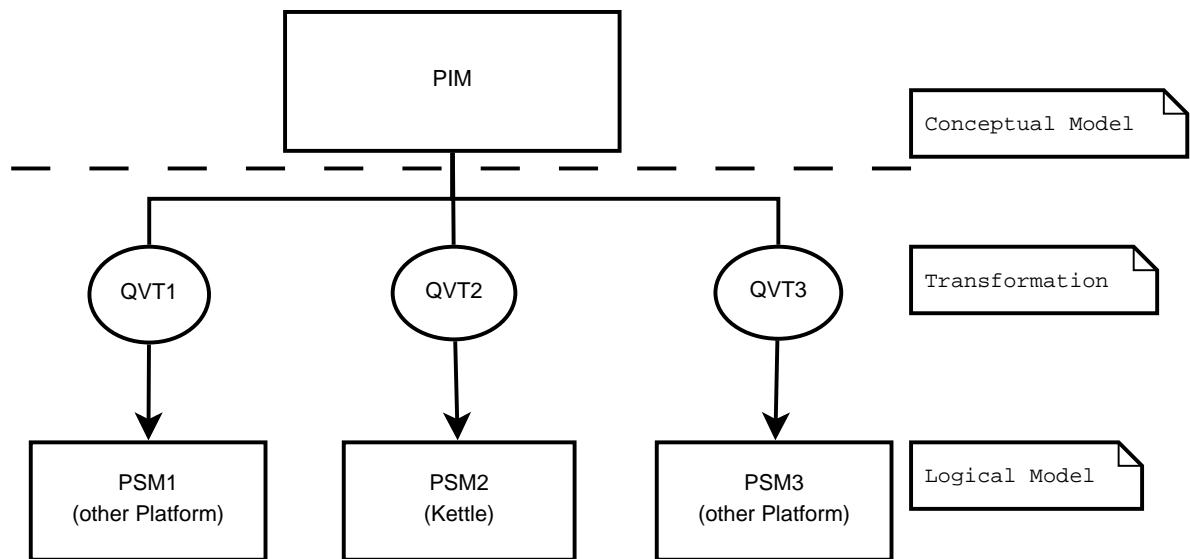 PIM
Conceptual Model
QVT1
QVT2
QVT3
Transformation
PSM1
(other Platform)
PSM2
(Kettle)
PSM3
(other Platform)
Logical Model